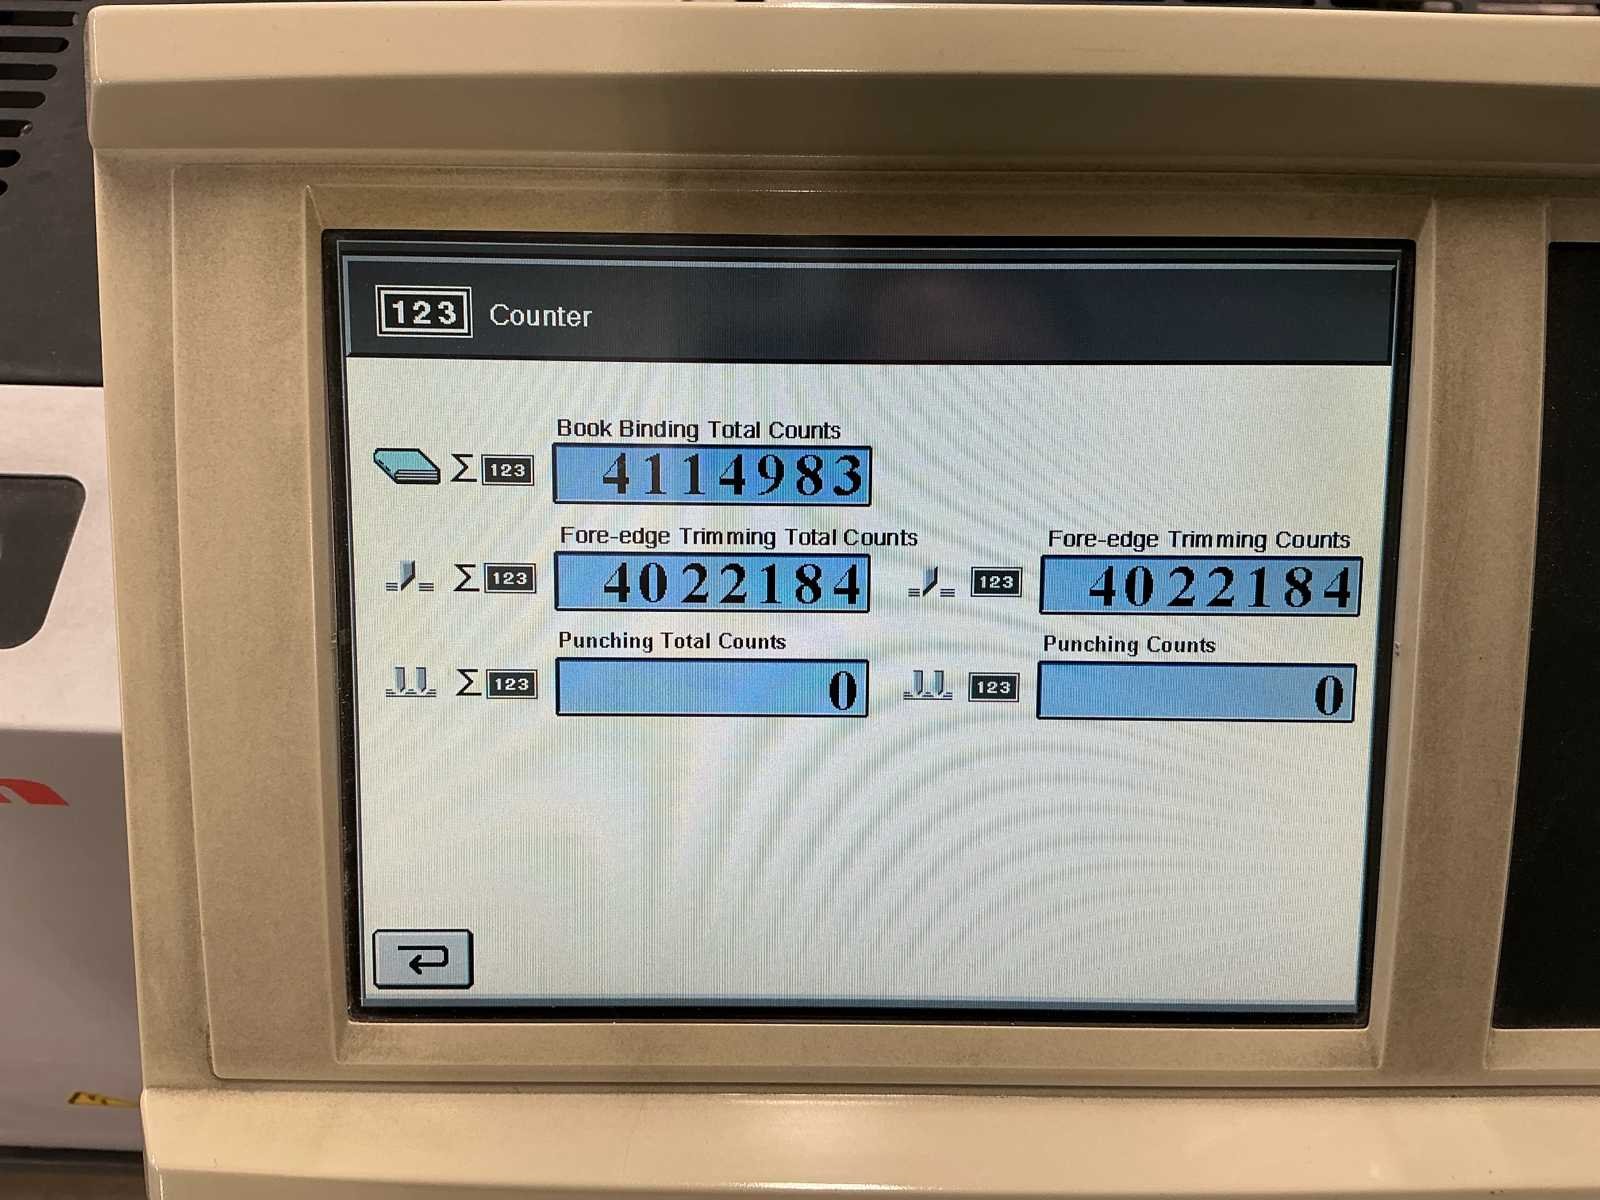 123 Counter
Book Binding Total Counts
Σ 123 4114983
Fore-edge Trimming Total Counts Fore-edge Trimming Counts
Σ 123 4022184 123 4022184
Punching Total Counts Punching Counts
Σ 123 0 123 0